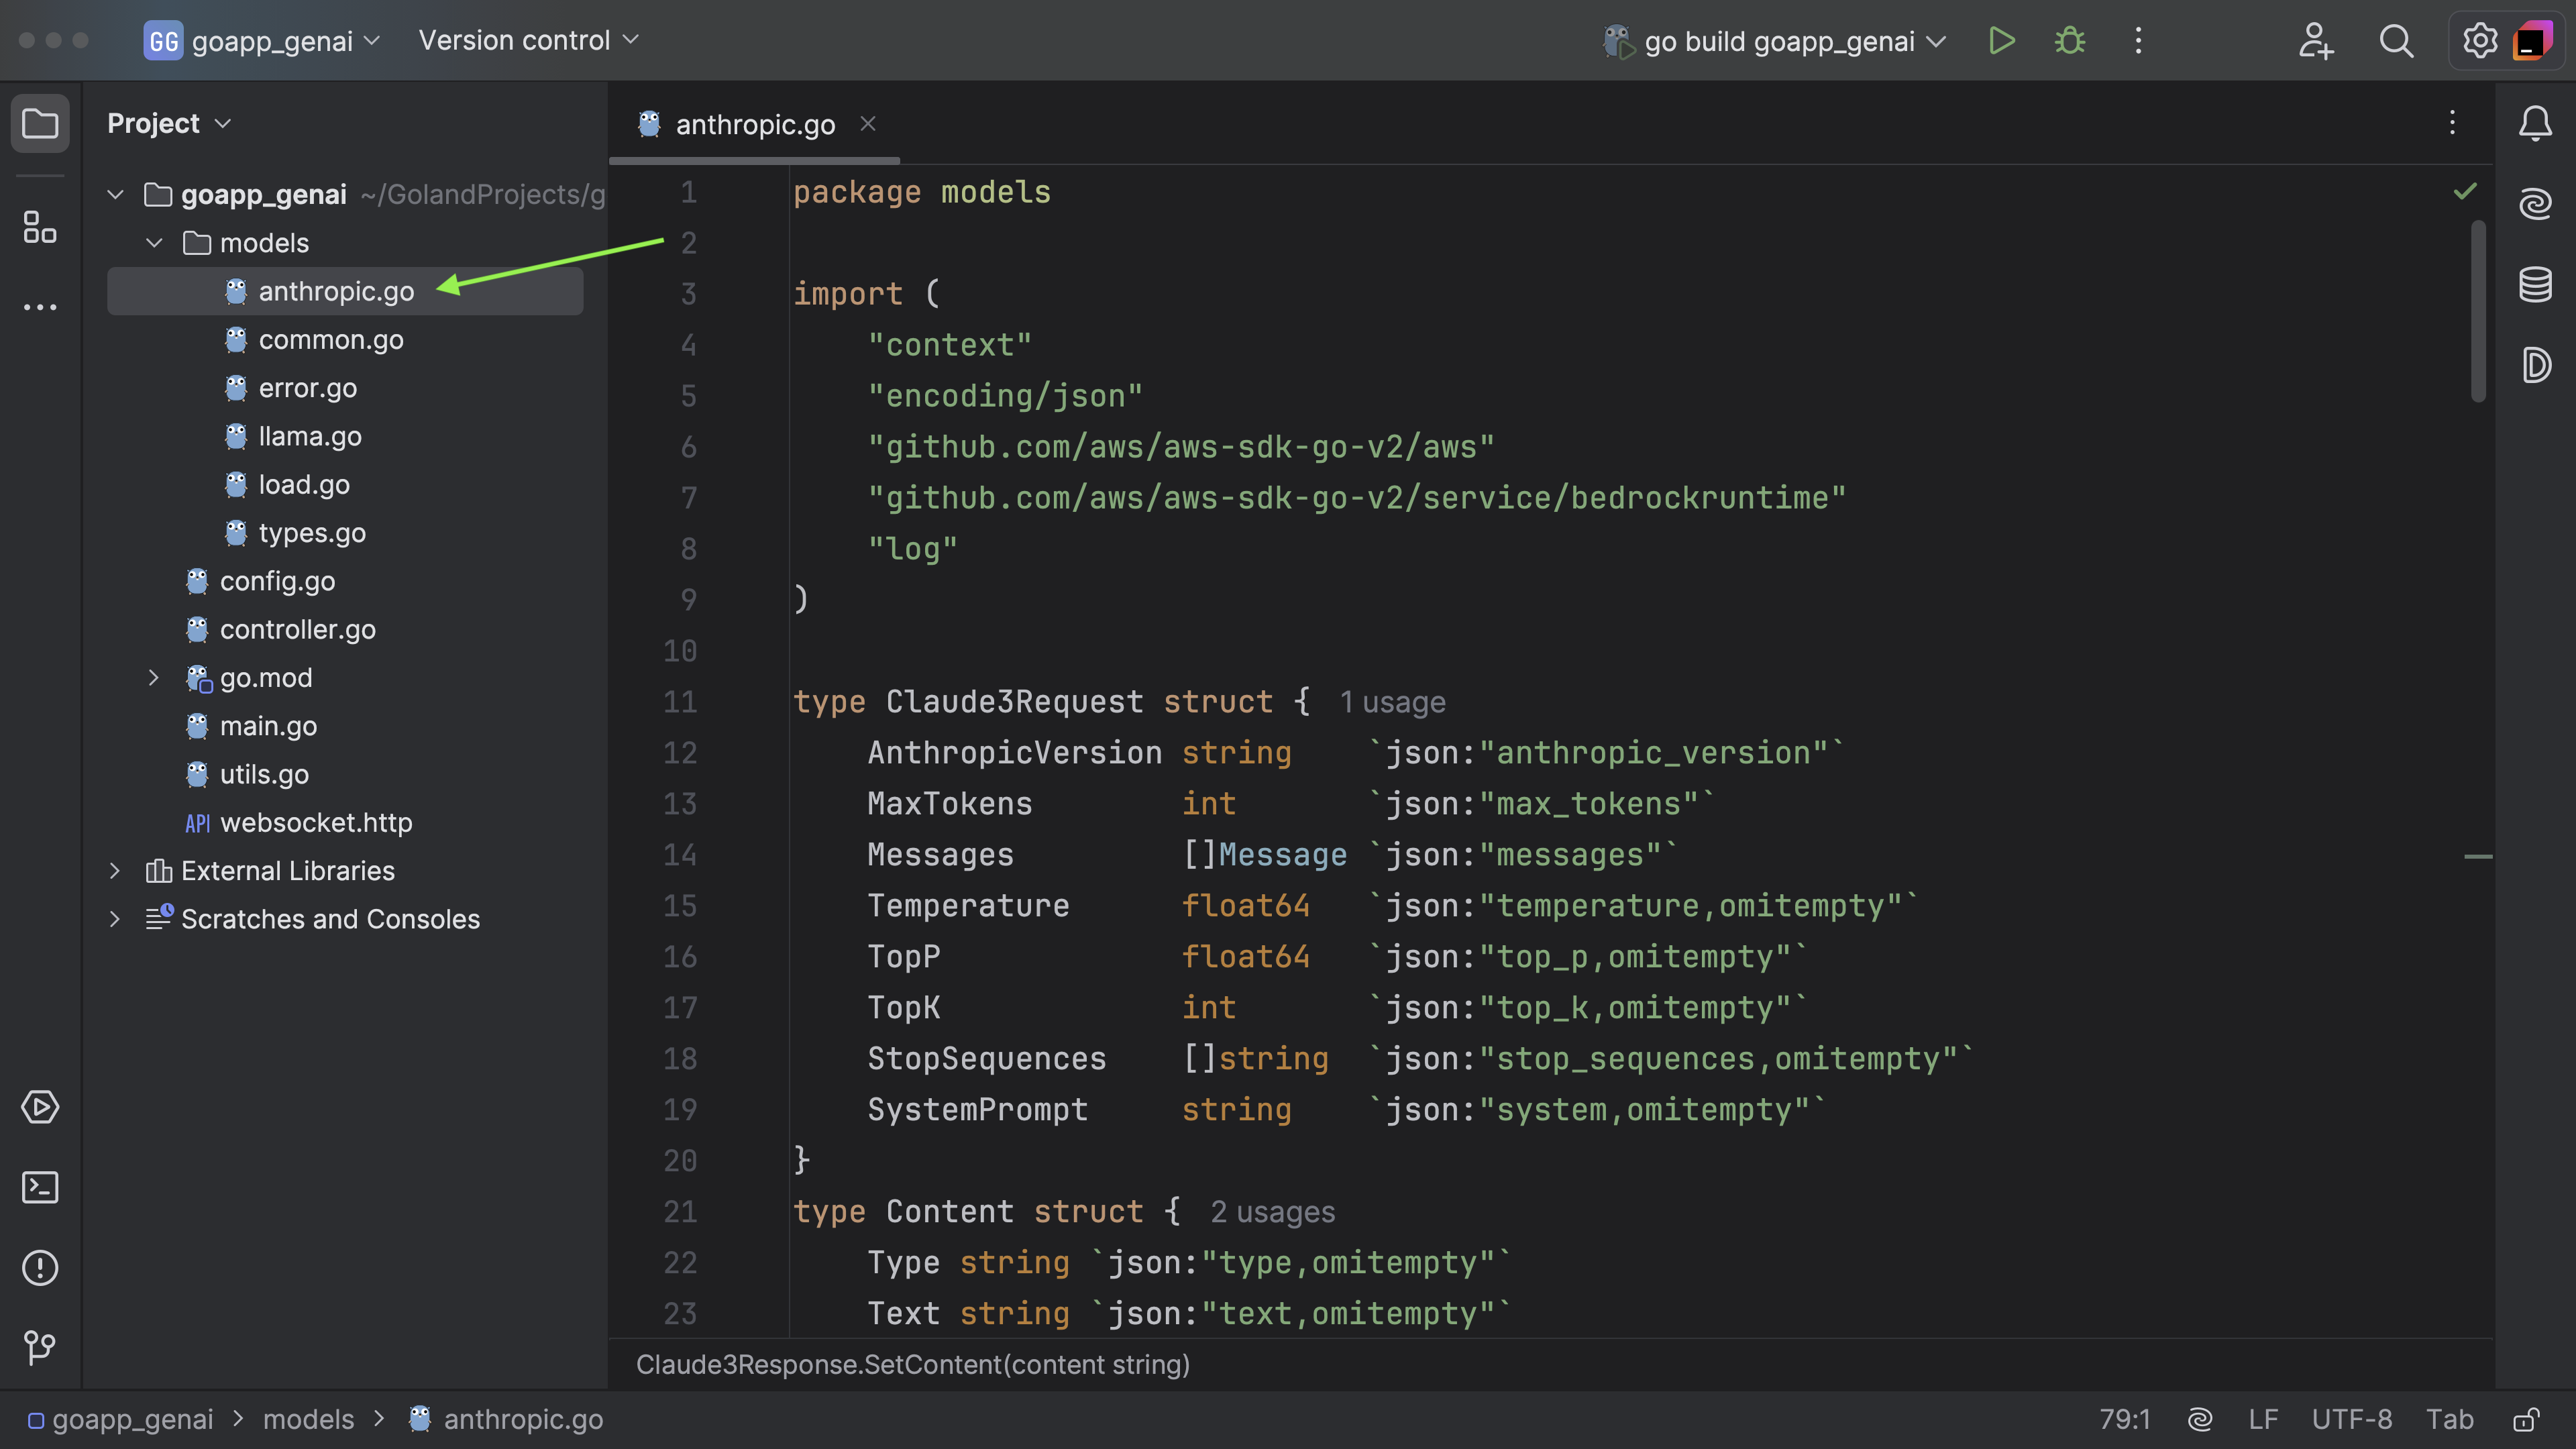 GG goapp_genai Version control go build goapp_genai
Project
goapp_genai ~/GolandProjects/g
models
anthropic.go
common.go
error.go
llama.go
load.go
types.go
config.go
controller.go
go.mod
main.go
utils.go
API websocket.http
External Libraries
Scratches and Consoles
anthropic.go
1 package models
2
3 import (
4 "context"
5 "encoding/json"
6 "github.com/aws/aws-sdk-go-v2/aws"
7 "github.com/aws/aws-sdk-go-v2/service/bedrockruntime"
8 "log"
9 )
10
11 type Claude3Request struct { 1 usage
12 AnthropicVersion string `json:"anthropic_version"`
13 MaxTokens int `json:"max_tokens"`
14 Messages []Message `json:"messages"`
15 Temperature float64 `json:"temperature,omitempty"`
16 TopP float64 `json:"top_p,omitempty"`
17 TopK int `json:"top_k,omitempty"`
18 StopSequences []string `json:"stop_sequences,omitempty"`
19 SystemPrompt string `json:"system,omitempty"`
20 }
21 type Content struct { 2 usages
22 Type string `json:"type,omitempty"`
23 Text string `json:"text,omitempty"`
Claude3Response.SetContent(content string)
goapp_genai > models > anthropic.go 79:1 LF UTF-8 Tab